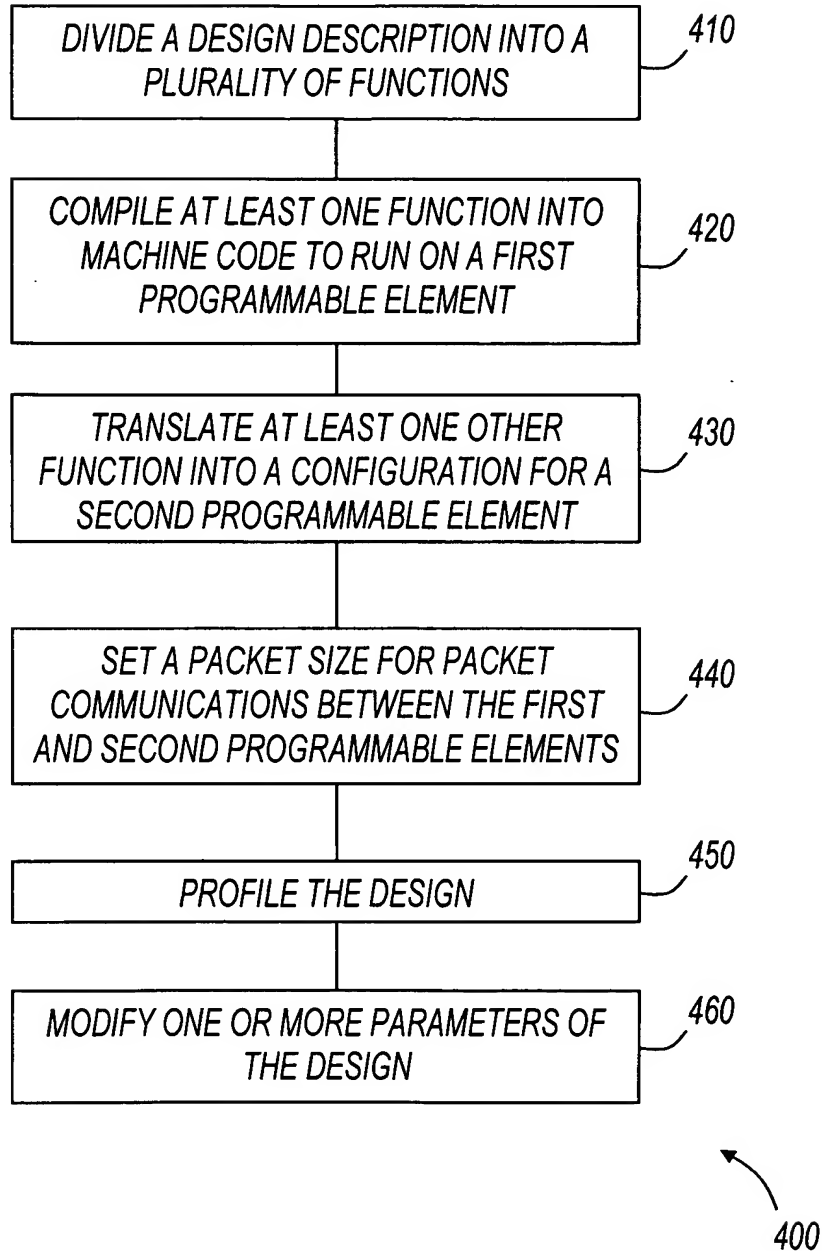 DIVIDE A DESIGN DESCRIPTION INTO A
PLURALITY OF FUNCTIONS
410
COMPILE AT LEAST ONE FUNCTION INTO
MACHINE CODE TO RUN ON A FIRST
PROGRAMMABLE ELEMENT
420
TRANSLATE AT LEAST ONE OTHER
FUNCTION INTO A CONFIGURATION FOR A
SECOND PROGRAMMABLE ELEMENT
430
SET A PACKET SIZE FOR PACKET
COMMUNICATIONS BETWEEN THE FIRST
AND SECOND PROGRAMMABLE ELEMENTS
440
PROFILE THE DESIGN
450
MODIFY ONE OR MORE PARAMETERS OF
THE DESIGN
460
400